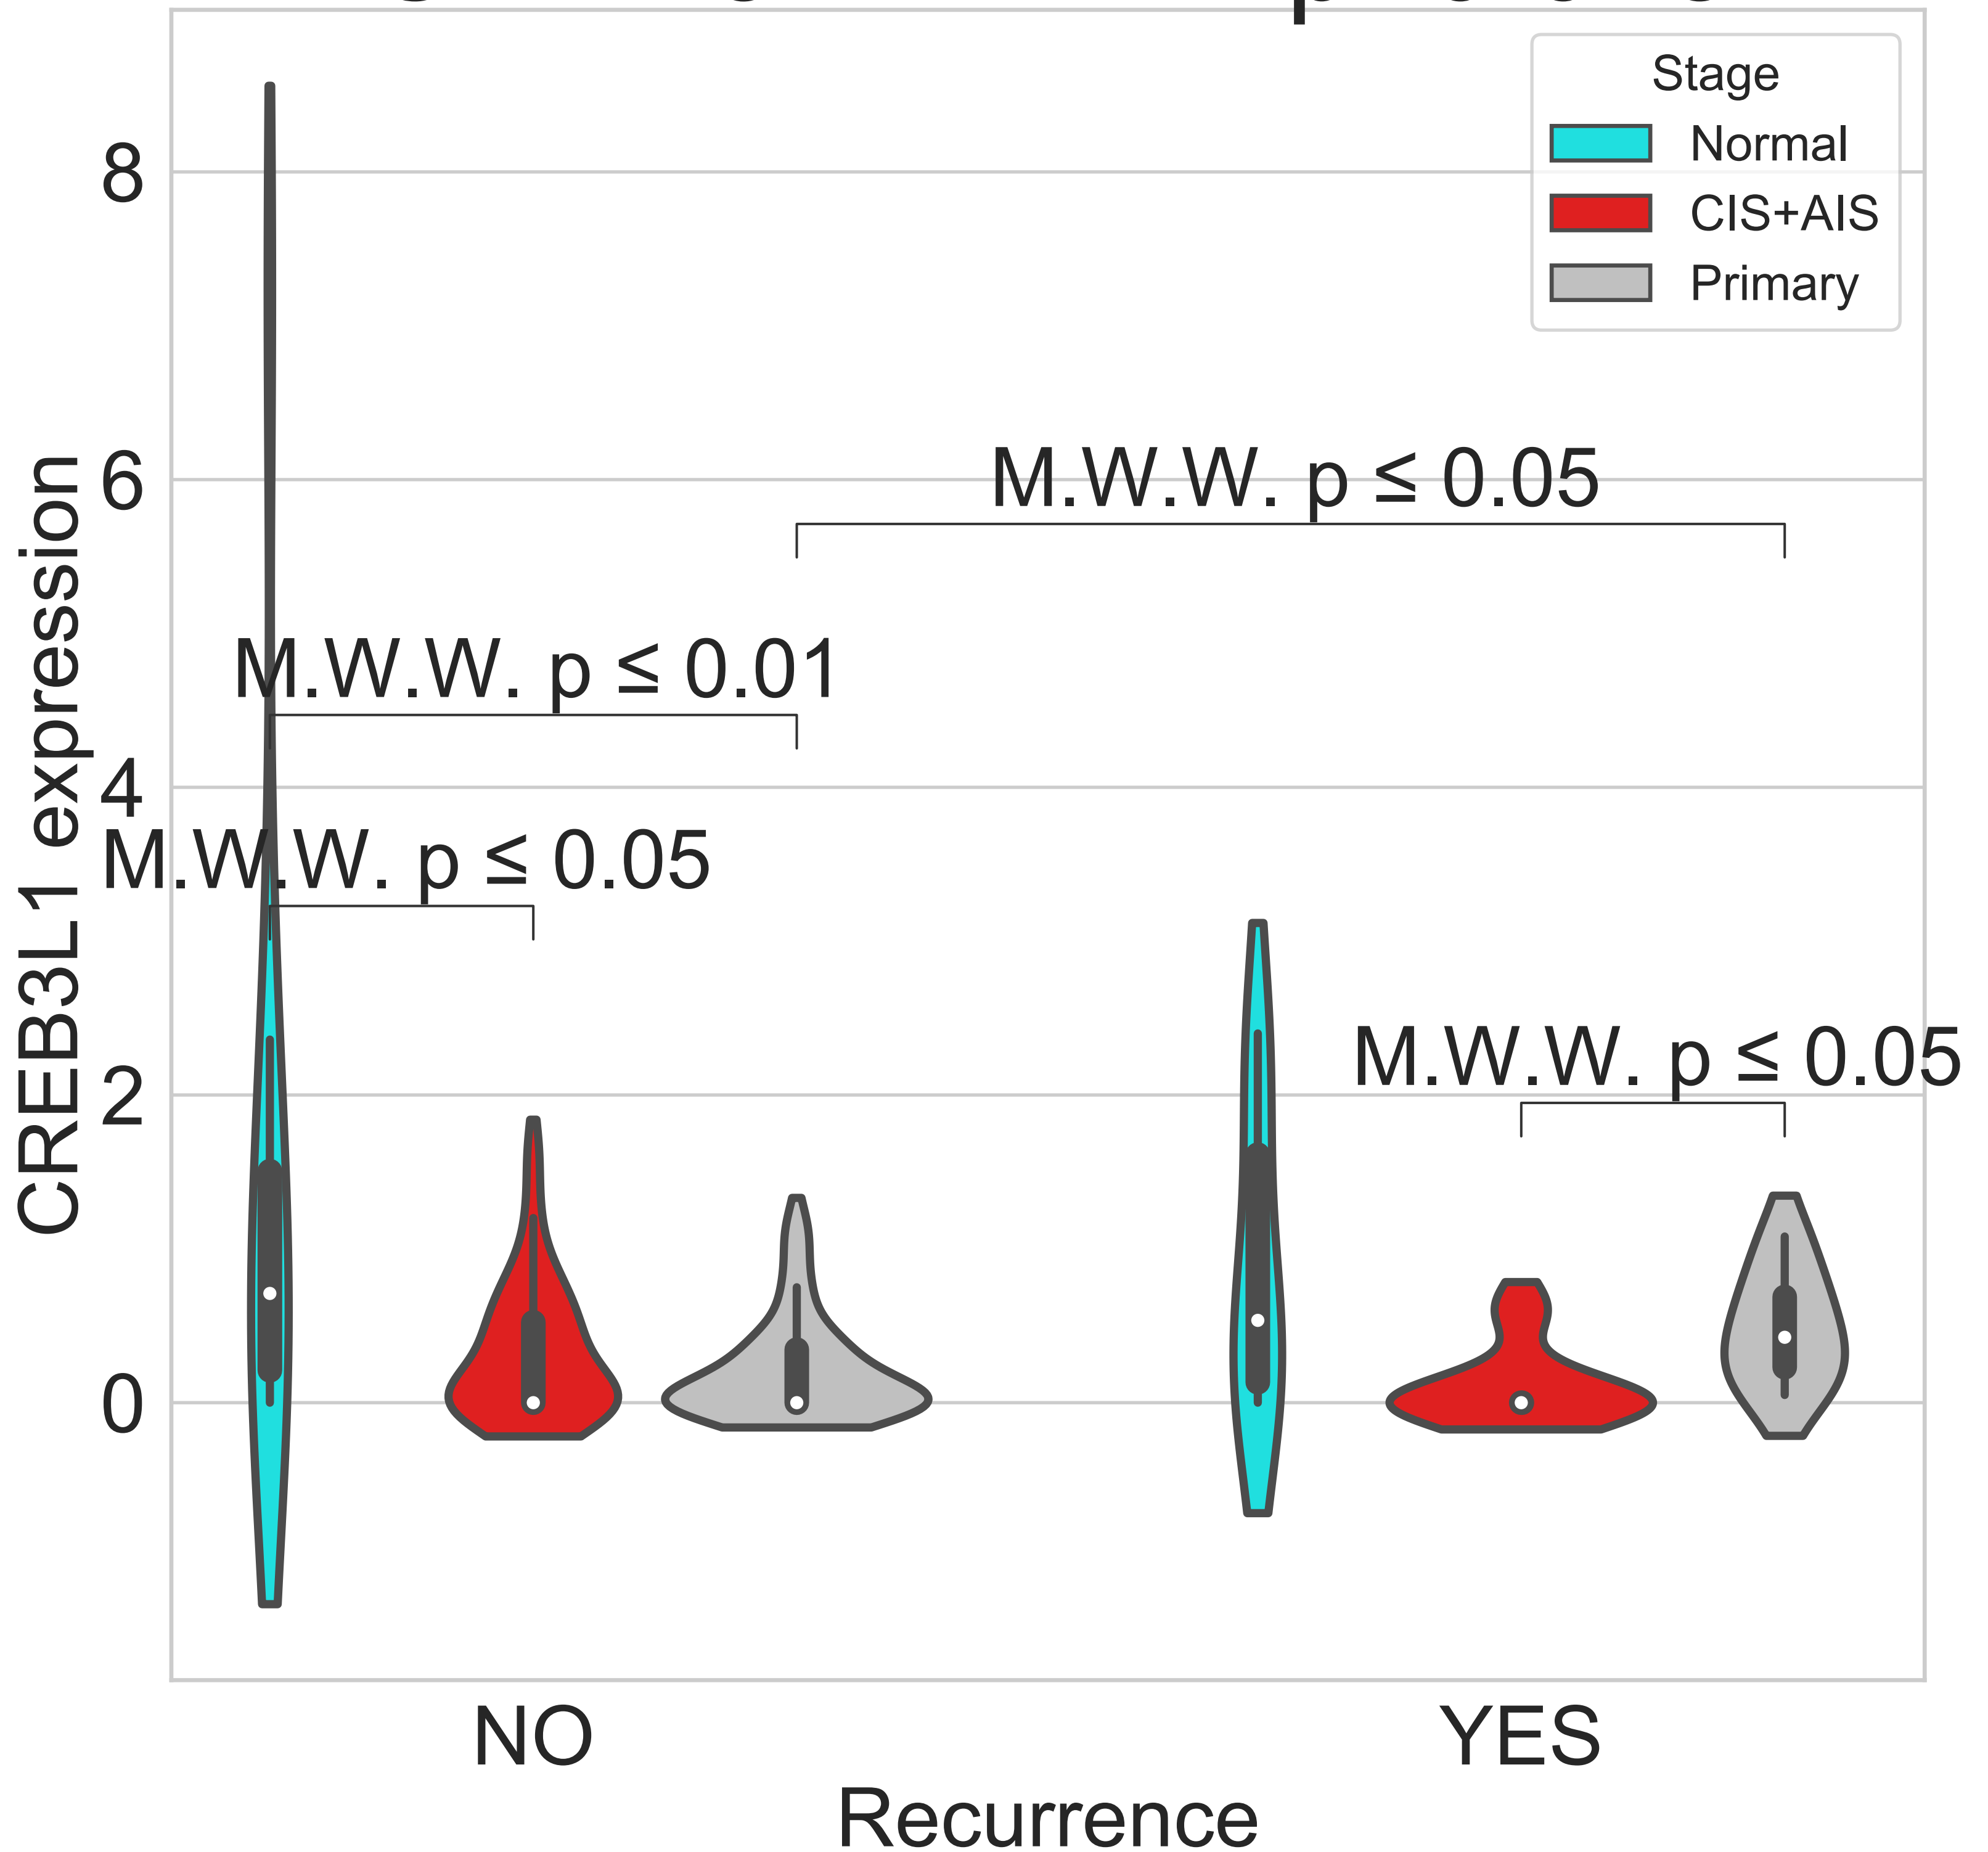 Stage
Normal
CIS+AIS
Primary
8
6
4
2
0
CREB3L1 expression
M.W.W. p ≤ 0.05
M.W.W. p ≤ 0.01
M.W.W. p ≤ 0.05
M.W.W. p ≤ 0.05
NO
YES
Recurrence